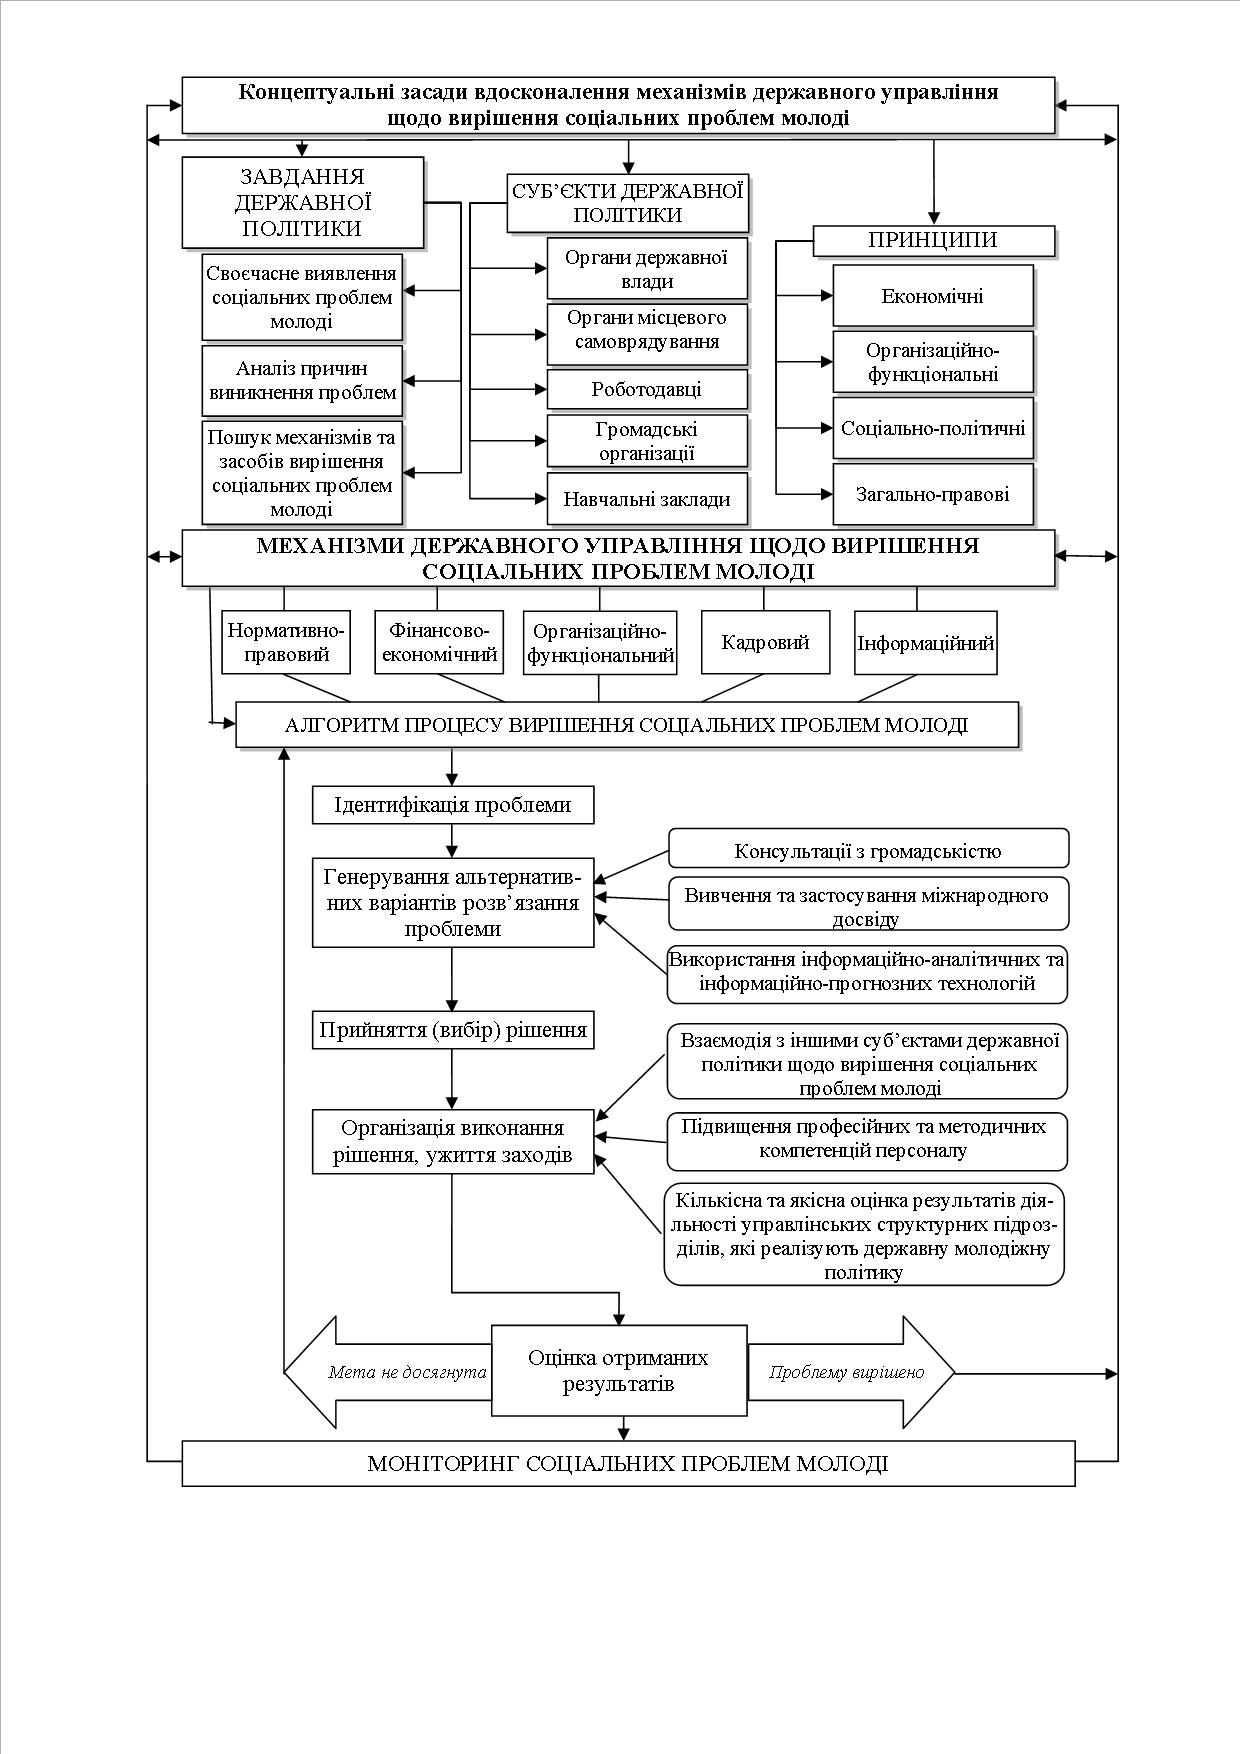 Концептуальні засади вдосконалення механізмів державного управління
щодо вирішення соціальних проблем молоді
ЗАВДАННЯ
ДЕРЖАВНОЇ
ПОЛІТИКИ
Своєчасне виявлення
соціальних проблем
молоді
Аналіз причин
виникнення проблем
Пошук механізмів та
засобів вирішення
соціальних проблем
молоді
СУБ’ЄКТИ ДЕРЖАВНОЇ
ПОЛІТИКИ
Органи державної
влади
Органи місцевого
самоврядування
Роботодавці
Громадські
організації
Навчальні заклади
ПРИНЦИПИ
Економічні
Організаційно-
функціональні
Соціально-політичні
Загально-правові
МЕХАНІЗМИ ДЕРЖАВНОГО УПРАВЛІННЯ ЩОДО ВИРІШЕННЯ
СОЦІАЛЬНИХ ПРОБЛЕМ МОЛОДІ
Нормативно-
правовий
Фінансово-
економічний
Організаційно-
функціональний
Кадровий
Інформаційний
АЛГОРИТМ ПРОЦЕСУ ВИРІШЕННЯ СОЦІАЛЬНИХ ПРОБЛЕМ МОЛОДІ
Ідентифікація проблеми
Генерування альтернатив-
них варіантів розв’язання
проблеми
Консультації з громадськістю
Вивчення та застосування міжнародного
досвіду
Використання інформаційно-аналітичних та
інформаційно-прогнозних технологій
Прийняття (вибір) рішення
Організація виконання
рішення, ужиття заходів
Взаємодія з іншими суб’єктами державної
політики щодо вирішення соціальних
проблем молоді
Підвищення професійних та методичних
компетенцій персоналу
Кількісна та якісна оцінка результатів дія-
льності управлінських структурних підроз-
ділів, які реалізують державну молодіжну
політику
Мета не досягнута
Оцінка отриманих
результатів
Проблему вирішено
МОНІТОРИНГ СОЦІАЛЬНИХ ПРОБЛЕМ МОЛОДІ